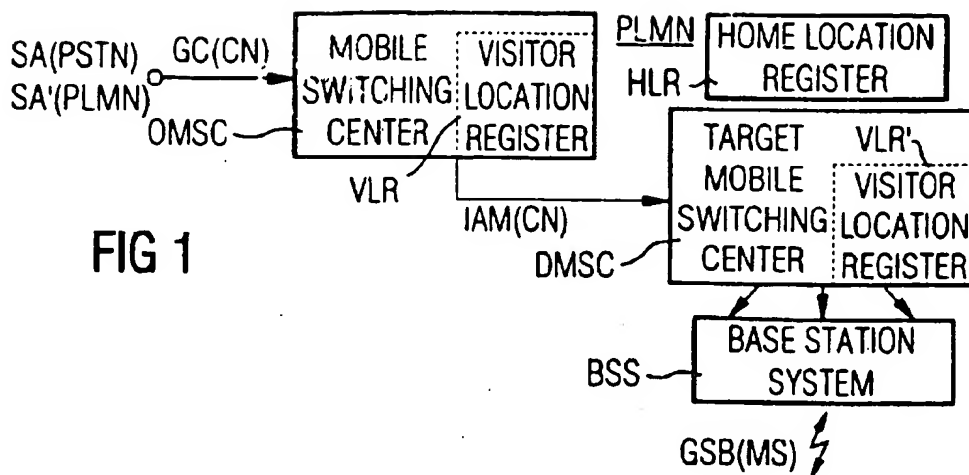 SA(PSTN)
SA'(PLMN)
GC(CN)
OMSC
MOBILE
SWITCHING
CENTER
VISITOR
LOCATION
REGISTER
VLR
IAM(CN)
PLMN
HOME LOCATION
REGISTER
HLR
TARGET
MOBILE
SWITCHING
CENTER
VLR'
VISITOR
LOCATION
REGISTER
DMSC
FIG 1
BASE STATION
SYSTEM
BSS
GSB(MS)